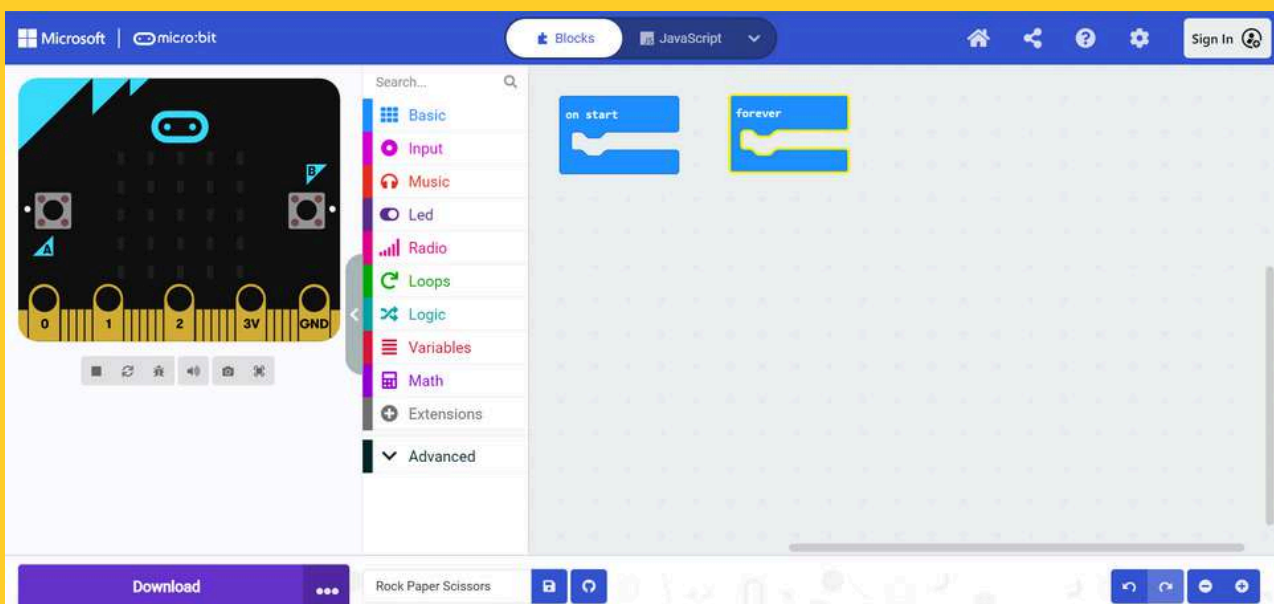 Microsoft | micro:bit
Blocks
JavaScript
Sign In
Search...
Basic
Input
Music
Led
Radio
Loops
Logic
Variables
Math
Extensions
Advanced
on start
forever
B
A
0 1 2 3V GND
Download
Rock Paper Scissors